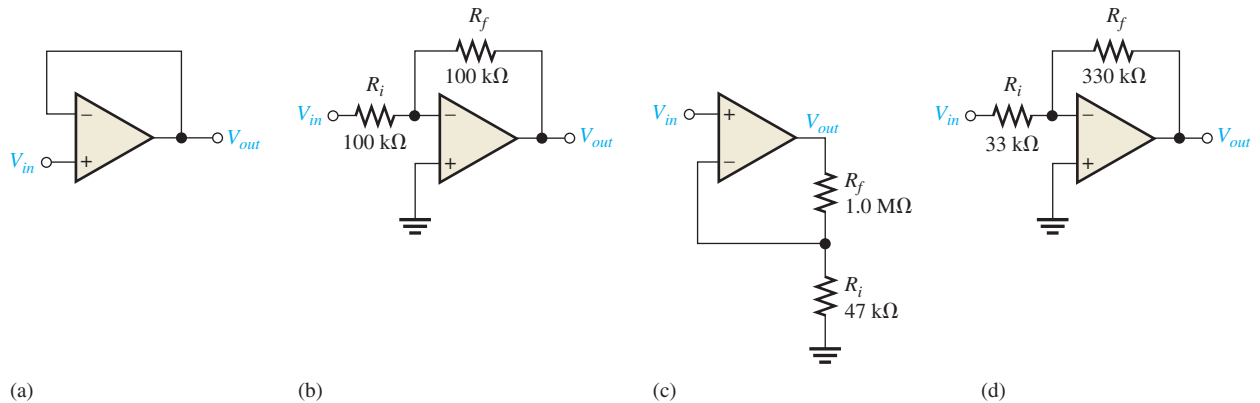 −
V_in
+
V_out
(a)
R_f
100 kΩ
R_i
V_in
100 kΩ
−
+
V_out
(b)
V_in
+
−
V_out
R_f
1.0 MΩ
R_i
47 kΩ
(c)
R_f
330 kΩ
R_i
V_in
33 kΩ
−
+
V_out
(d)